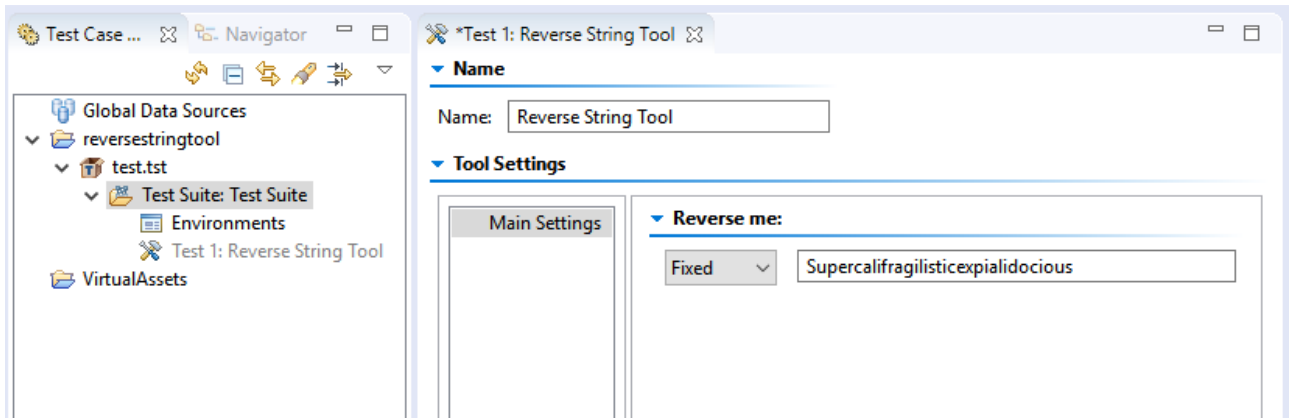 Test Case ...
Navigator
*Test 1: Reverse String Tool
Name
Global Data Sources
Name: Reverse String Tool
reversestringtool
test.tst
Tool Settings
Test Suite: Test Suite
Environments
Main Settings
Reverse me:
Test 1: Reverse String Tool
Fixed
Supercalifragilisticexpialidocious
VirtualAssets